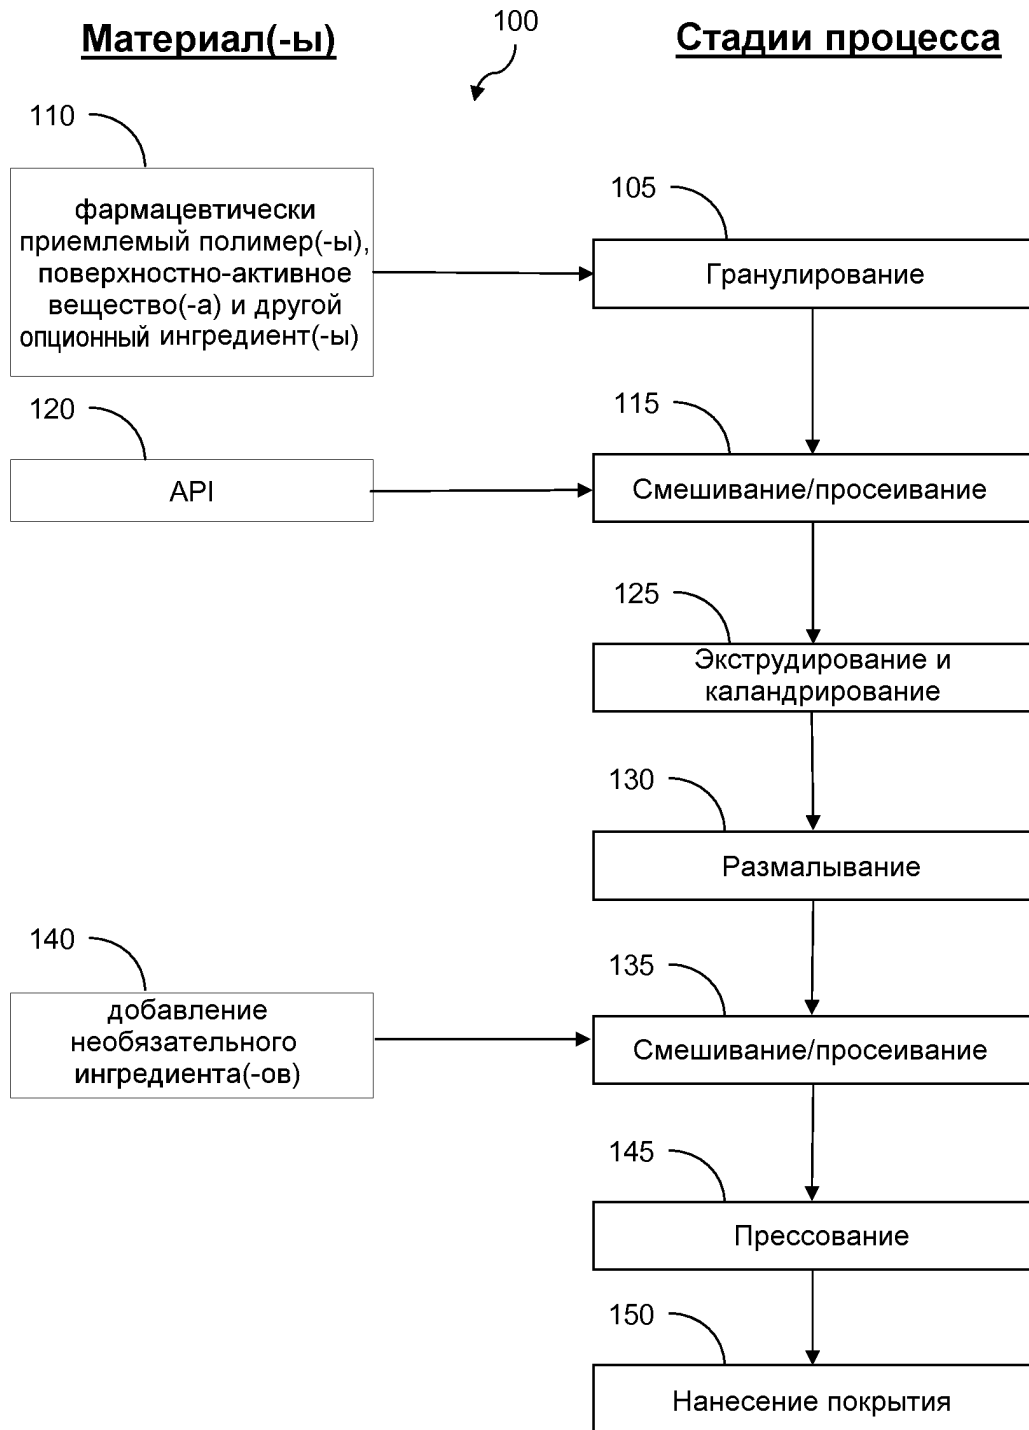 Материал(-ы)
100
Стадии процесса
110
фармацевтически
приемлемый полимер(-ы),
поверхностно-активное
вещество(-а) и другой
опционный ингредиент(-ы)
105
Гранулирование
120
API
115
Смешивание/просеивание
125
Экструдирование и
каландрирование
130
Размалывание
140
добавление
необязательного
ингредиента(-ов)
135
Смешивание/просеивание
145
Прессование
150
Нанесение покрытия